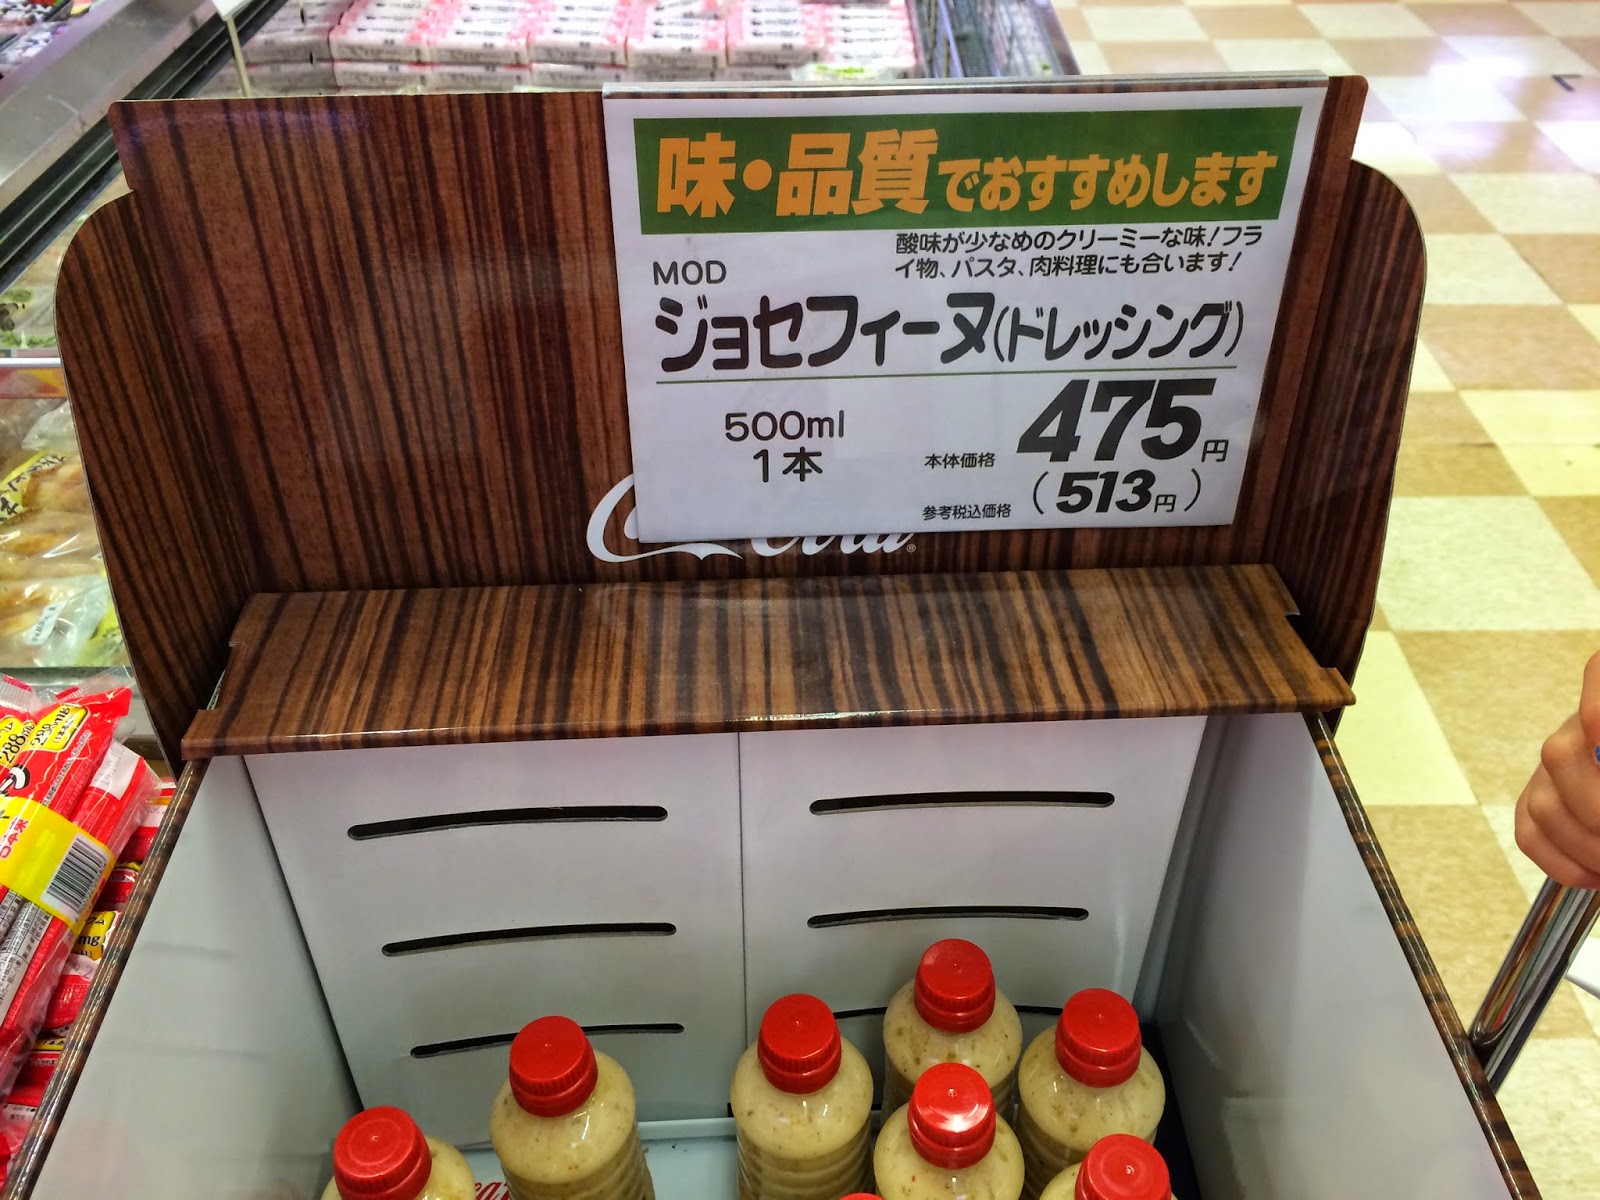 味・品質でおすすめします
酸味が少なめのクリーミーな味！フラ
イ物、パスタ、肉料理にも合います！
MOD
ジョセフィーヌ(ドレッシング)
500ml
1本
本体価格 475円
参考税込価格 (513円)
288